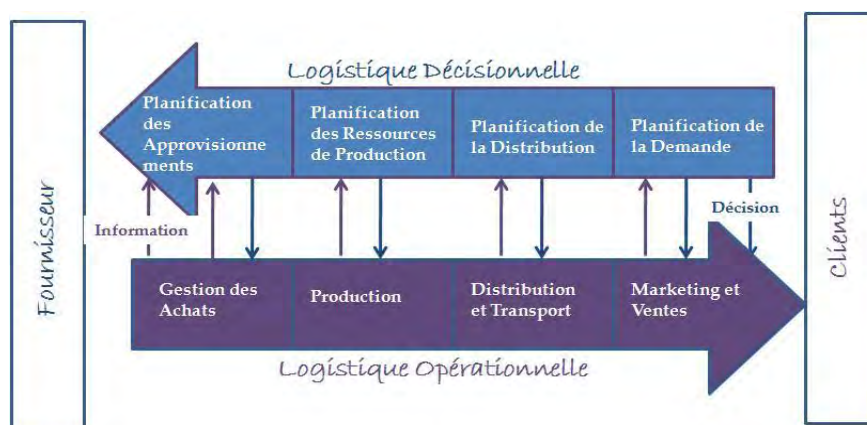 Logistique Décisionnelle
Planification
des
Approvisionne
ments
Planification
des Ressources
de Production
Planification de
la Distribution
Planification de
la Demande
Fournisseur
Information
Décision
Clients
Gestion des
Achats
Production
Distribution
et Transport
Marketing et
Ventes
Logistique Opérationnelle